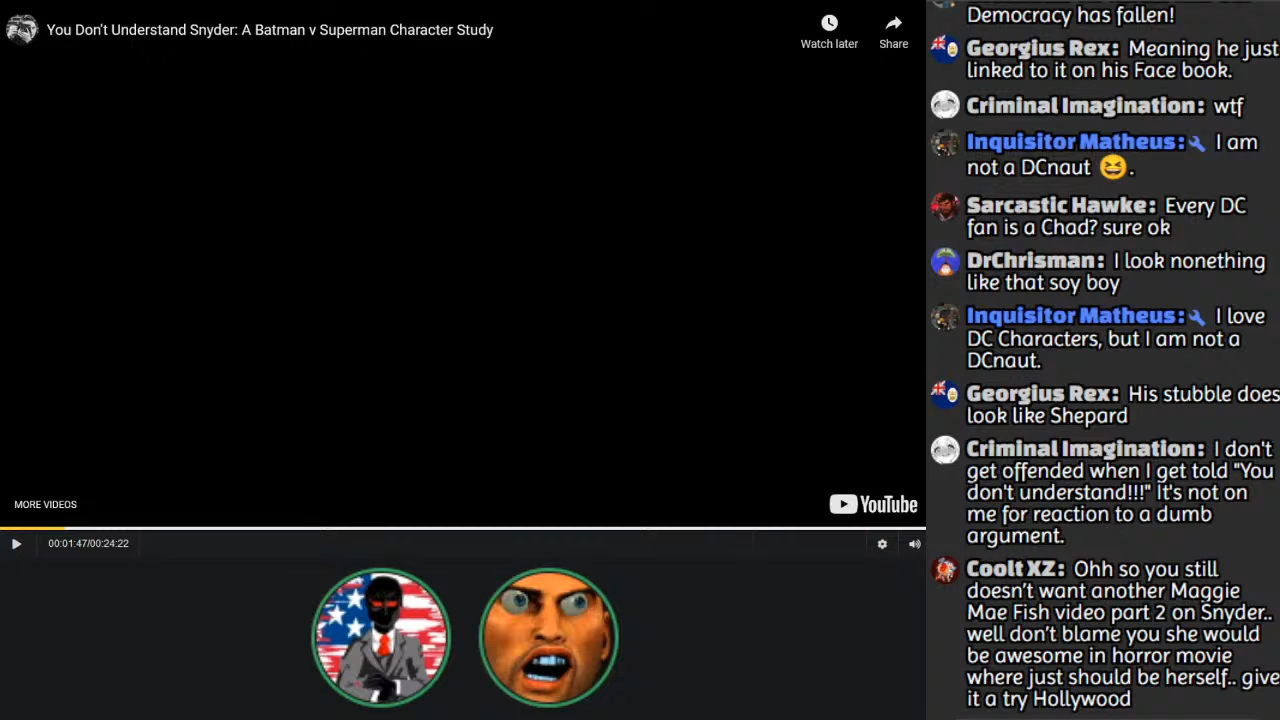 You Don't Understand Snyder: A Batman v Superman Character Study
Watch later
Share
MORE VIDEOS
YouTube
00:01:47/00:24:22
Democracy has fallen!
Georgius Rex: Meaning he just
linked to it on his Face book.
Criminal Imagination: wtf
Inquisitor Matheus: I am
not a DCnaut 😆.
Sarcastic Hawke: Every DC
fan is a Chad? sure ok
DrChrisman: I look nonething
like that soy boy
Inquisitor Matheus: I love
DC Characters, but I am not a
DCnaut.
Georgius Rex: His stubble does
look like Shepard
Criminal Imagination: I don't
get offended when I get told "You
don't understand!!!" It's not on
me for reaction to a dumb
argument.
Coolt XZ: Ohh so you still
doesn't want another Maggie
Mae Fish video part 2 on Snyder..
well don't blame you she would
be awesome in horror movie
where just should be herself.. give
it a try Hollywood